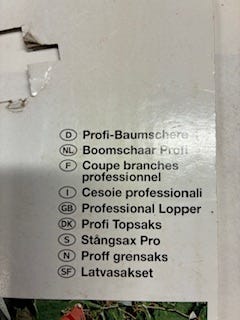 D Profi-Baumschere
NL Boomschaar Profi
F Coupe branches
professionnel
I Cesoie professionali
GB Professional Lopper
DK Profi Topsaks
S Stångsax Pro
N Proff grensaks
SF Latvasakset